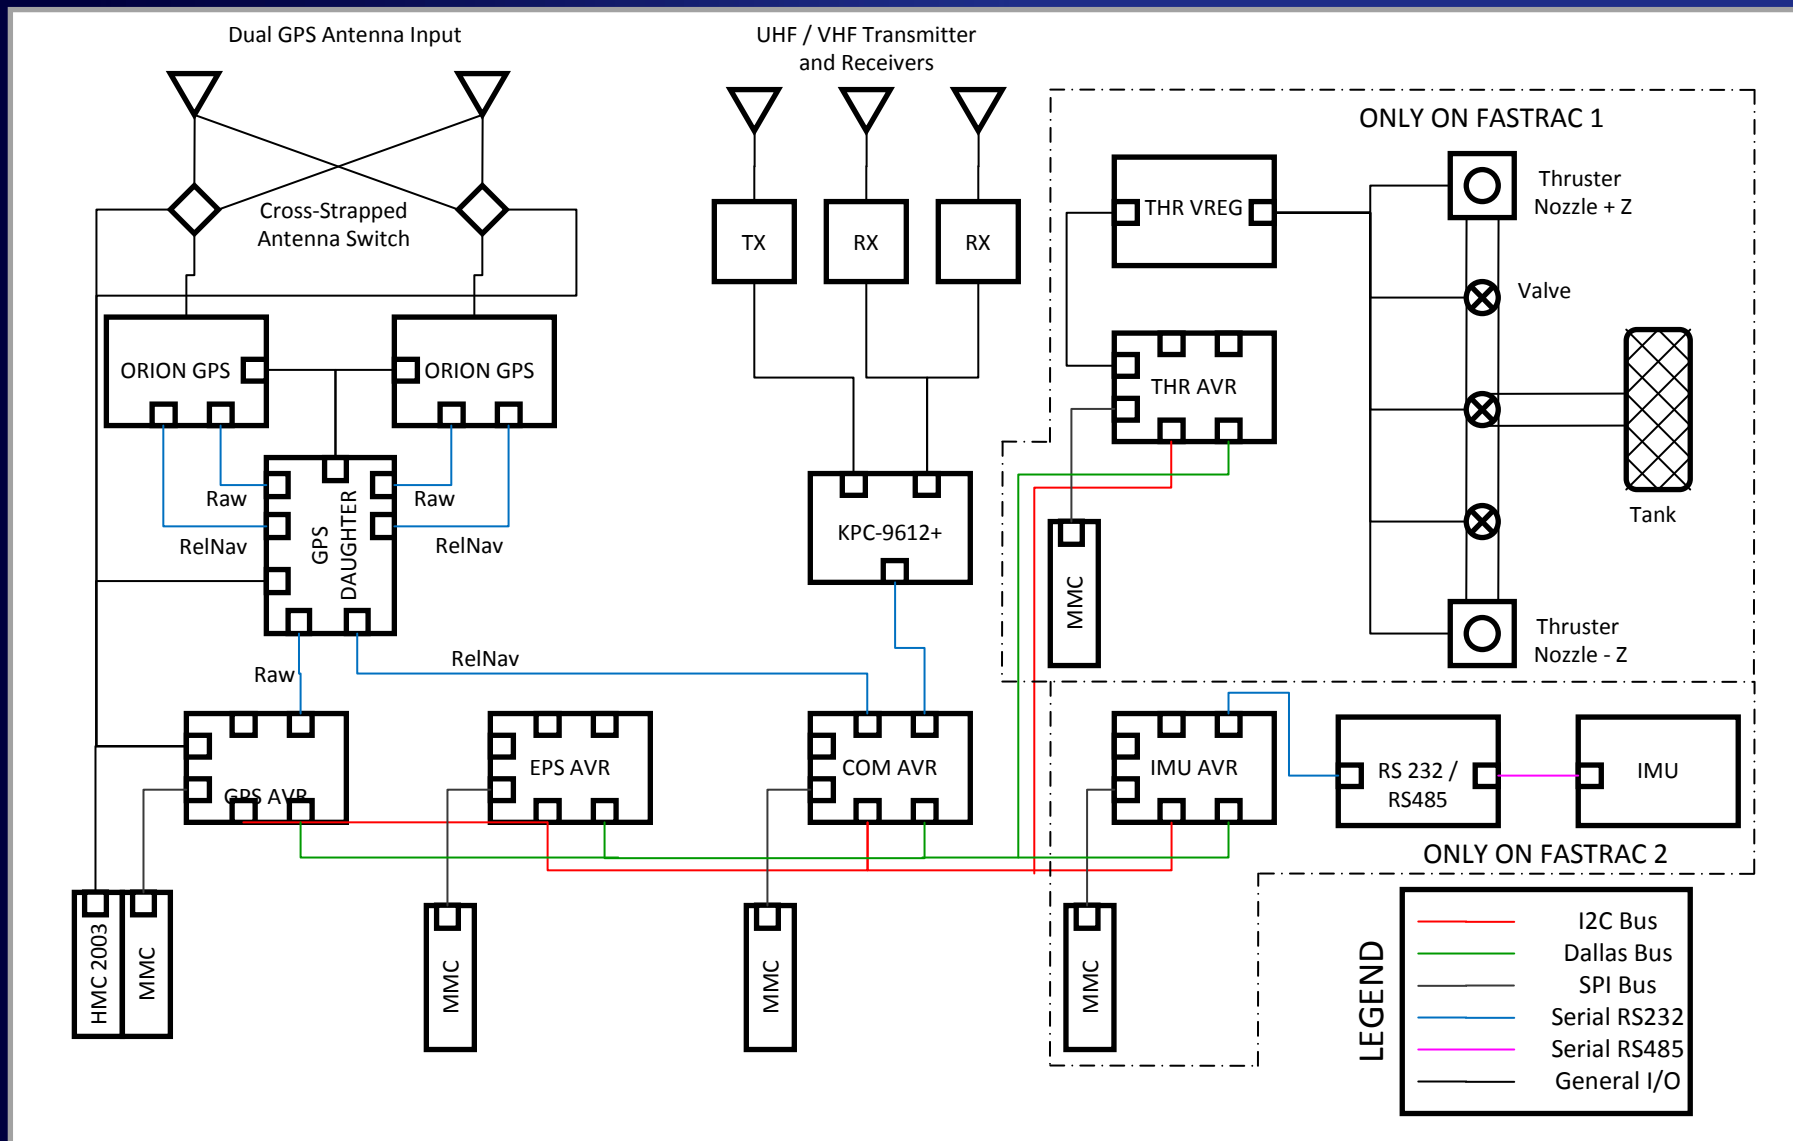 Dual GPS Antenna Input
UHF / VHF Transmitter
and Receivers
ONLY ON FASTRAC 1
Cross-Strapped
Antenna Switch
TX
RX
RX
THR VREG
Thruster
Nozzle + Z
Valve
ORION GPS
ORION GPS
THR AVR
Raw
Raw
RelNav
RelNav
GPS
DAUGHTER
KPC-9612+
Tank
MMC
Thruster
Nozzle - Z
Raw
RelNav
GPS AVR
EPS AVR
COM AVR
IMU AVR
RS 232 /
RS485
IMU
ONLY ON FASTRAC 2
HMC 2003
MMC
MMC
MMC
MMC
LEGEND
I2C Bus
Dallas Bus
SPI Bus
Serial RS232
Serial RS485
General I/O